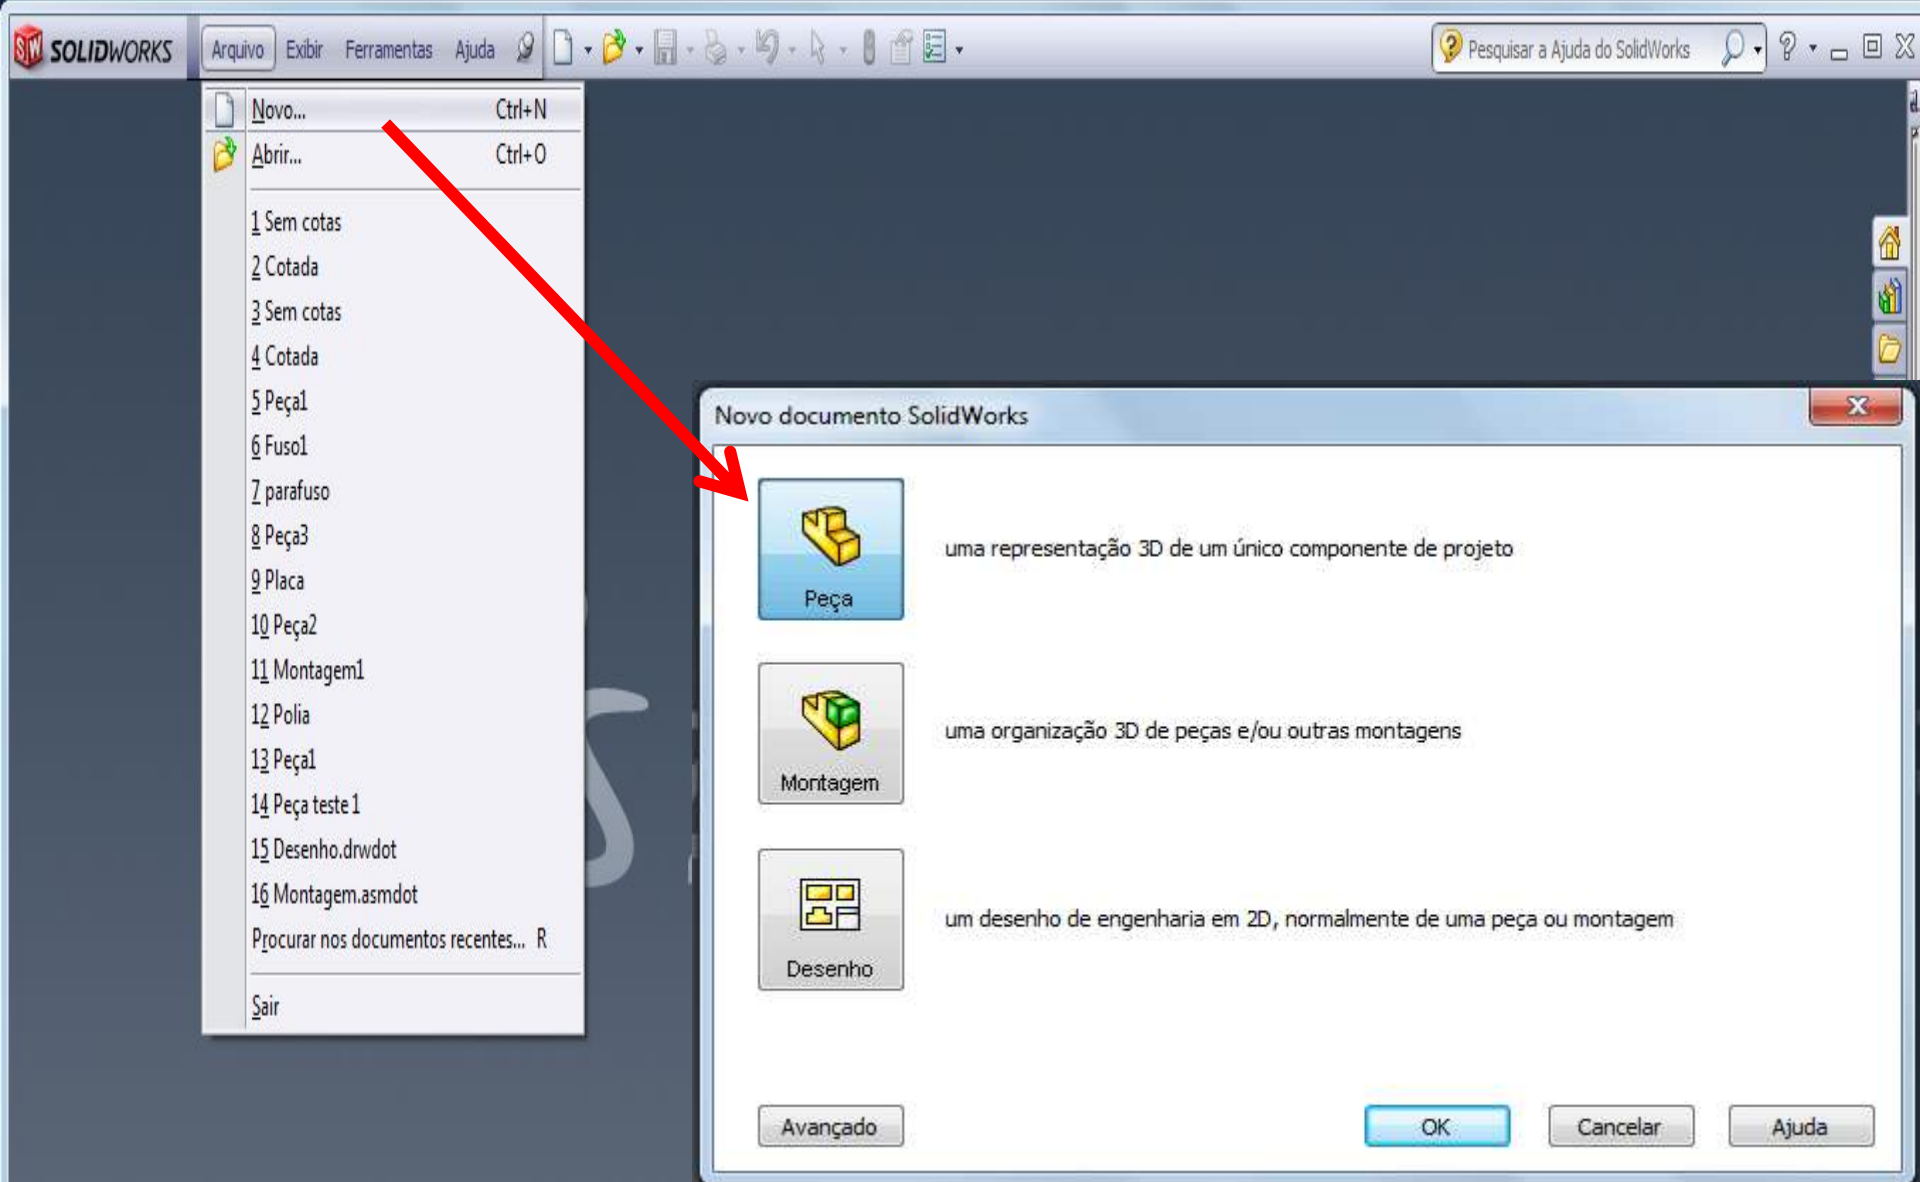 SOLIDWORKS Arquivo Exibir Ferramentas Ajuda Pesquisar a Ajuda do SolidWorks
Novo... Ctrl+N
Abrir... Ctrl+O
1 Sem cotas
2 Cotada
3 Sem cotas
4 Cotada
5 Peça1
6 Fuso1
7 parafuso
8 Peça3
9 Placa
10 Peça2
11 Montagem1
12 Polia
13 Peça1
14 Peça teste 1
15 Desenho.drwdot
16 Montagem.asmdot
Procurar nos documentos recentes... R
Sair
Novo documento SolidWorks
Peça
uma representação 3D de um único componente de projeto
Montagem
uma organização 3D de peças e/ou outras montagens
Desenho
um desenho de engenharia em 2D, normalmente de uma peça ou montagem
Avançado OK Cancelar Ajuda